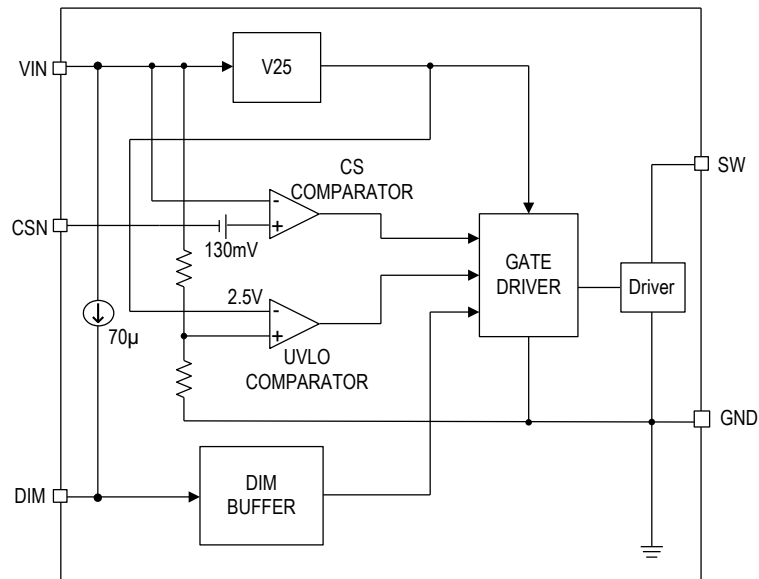 VIN
V25
CS
COMPARATOR
-
+
SW
CSN
130mV
GATE
DRIVER
Driver
2.5V
-
+
70µ
UVLO
COMPARATOR
GND
DIM
DIM
BUFFER